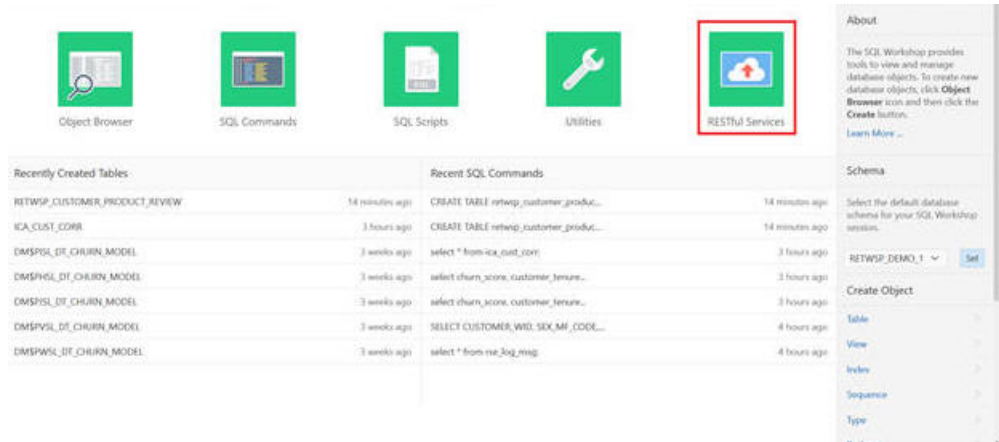 Object Browser
SQL Commands
SQL
SQL Scripts
Utilities
RESTful Services
Recently Created Tables
RETWSP_CUSTOMER_PRODUCT_REVIEW 14 minutes ago
ICA_CUST_CORR 3 hours ago
DM$PISL_DT_CHURN_MODEL 3 weeks ago
DM$PHSL_DT_CHURN_MODEL 3 weeks ago
DM$PJSL_DT_CHURN_MODEL 3 weeks ago
DM$PVSL_DT_CHURN_MODEL 3 weeks ago
DM$PWSL_DT_CHURN_MODEL 3 weeks ago
Recent SQL Commands
CREATE TABLE retwsp_customer_produc... 14 minutes ago
CREATE TABLE retwsp_customer_produc... 14 minutes ago
select * from ica_cust_corr; 3 hours ago
select churn_score, customer_tenure... 3 hours ago
select churn_score, customer_tenure... 3 hours ago
SELECT CUSTOMER_WID, SEX_MF_CODE,... 4 hours ago
select * from rse_log_msg; 4 hours ago
About
The SQL Workshop provides
tools to view and manage
database objects. To create new
database objects, click Object
Browser icon and then click the
Create button.
Learn More ...
Schema
Select the default database
schema for your SQL Workshop
session.
RETWSP_DEMO_1 Set
Create Object
Table
View
Index
Sequence
Type